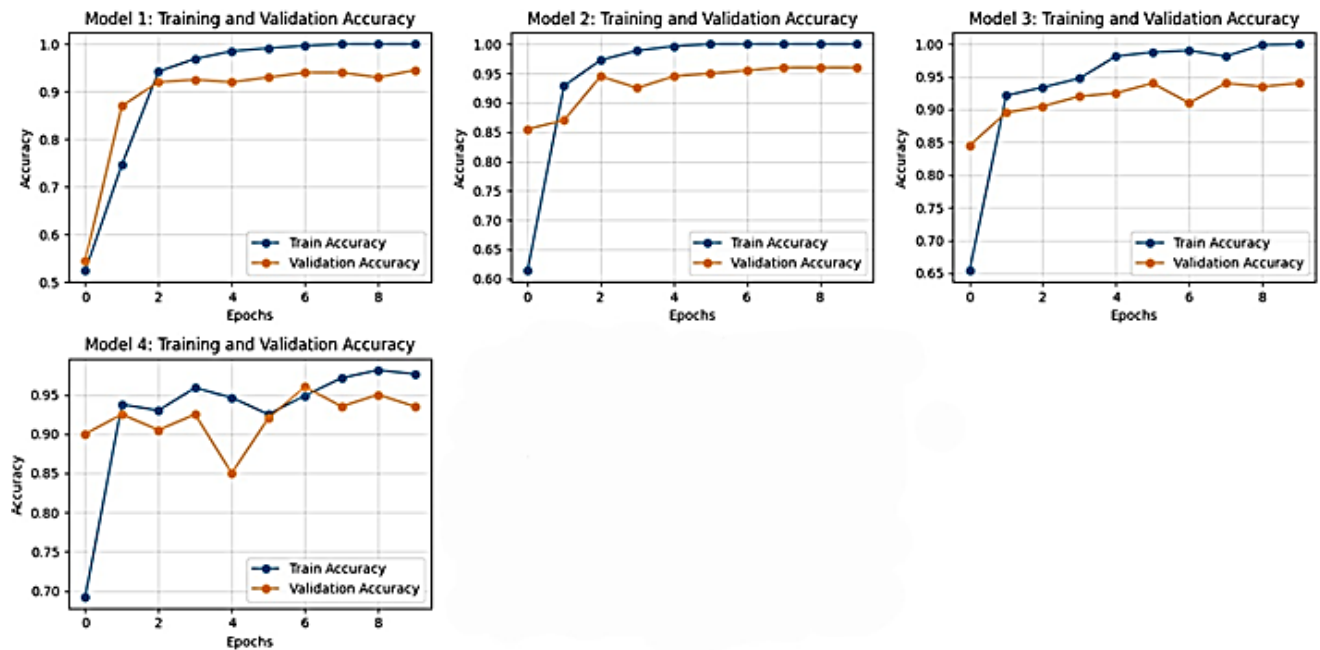 Model 1: Training and Validation Accuracy
1.0
0.9
0.8
0.7
0.6
0.5
Accuracy
Train Accuracy
Validation Accuracy
0 2 4 6 8
Epochs
Model 2: Training and Validation Accuracy
1.00
0.95
0.90
0.85
0.80
0.75
0.70
0.65
0.60
Accuracy
Train Accuracy
Validation Accuracy
0 2 4 6 8
Epochs
Model 3: Training and Validation Accuracy
1.00
0.95
0.90
0.85
0.80
0.75
0.70
0.65
Accuracy
Train Accuracy
Validation Accuracy
0 2 4 6 8
Epochs
Model 4: Training and Validation Accuracy
0.95
0.90
0.85
0.80
0.75
0.70
Accuracy
Train Accuracy
Validation Accuracy
0 2 4 6 8
Epochs